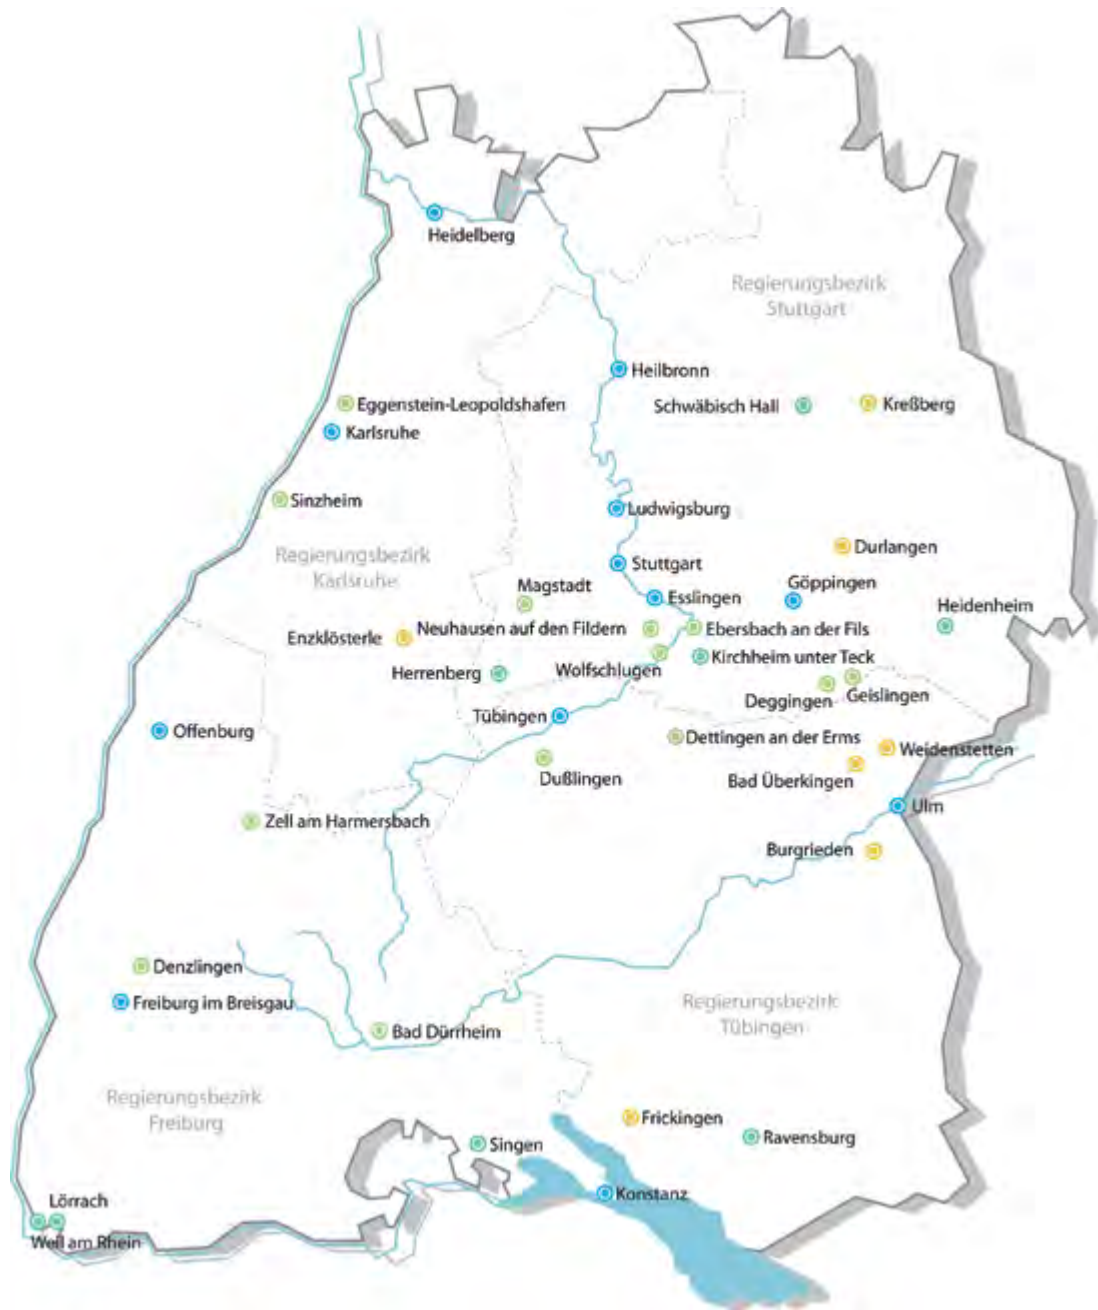 Heidelberg
Regierungsbezirk
Stuttgart
Heilbronn
Eggenstein-Leopoldshafen
Schwäbisch Hall
Kreßberg
Karlsruhe
Sinzheim
Ludwigsburg
Regierungsbezirk
Karlsruhe
Durlangen
Stuttgart
Magstadt
Göppingen
Esslingen
Heidenheim
Enzklösterle
Neuhausen auf den Fildern
Ebersbach an der Fils
Herrenberg
Wolfschlugen
Kirchheim unter Teck
Deggingen
Geislingen
Tübingen
Offenburg
Dettingen an der Erms
Weidenstetten
Dußlingen
Bad Überkingen
Ulm
Zell am Harmersbach
Burgrieden
Denzlingen
Freiburg im Breisgau
Regierungsbezirk
Tübingen
Bad Dürrheim
Regierungsbezirk
Freiburg
Frickingen
Singen
Ravensburg
Konstanz
Lörrach
Weil am Rhein